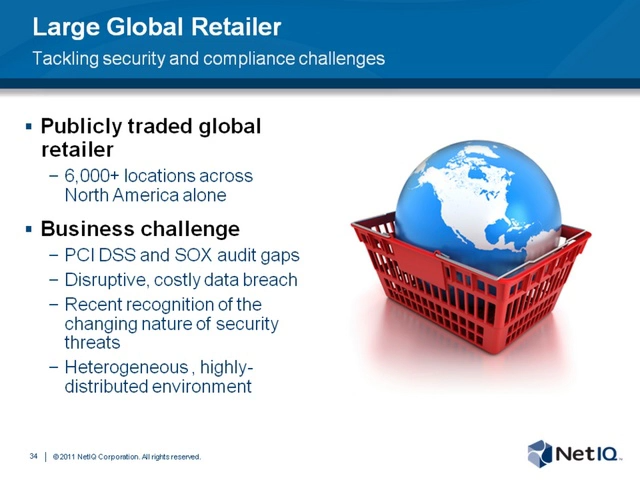 Large Global Retailer
Tackling security and compliance challenges
▪ Publicly traded global
retailer
– 6,000+ locations across
North America alone
▪ Business challenge
– PCI DSS and SOX audit gaps
– Disruptive, costly data breach
– Recent recognition of the
changing nature of security
threats
– Heterogeneous , highly-
distributed environment
34 | © 2011 NetIQ Corporation. All rights reserved.
NetIQ™